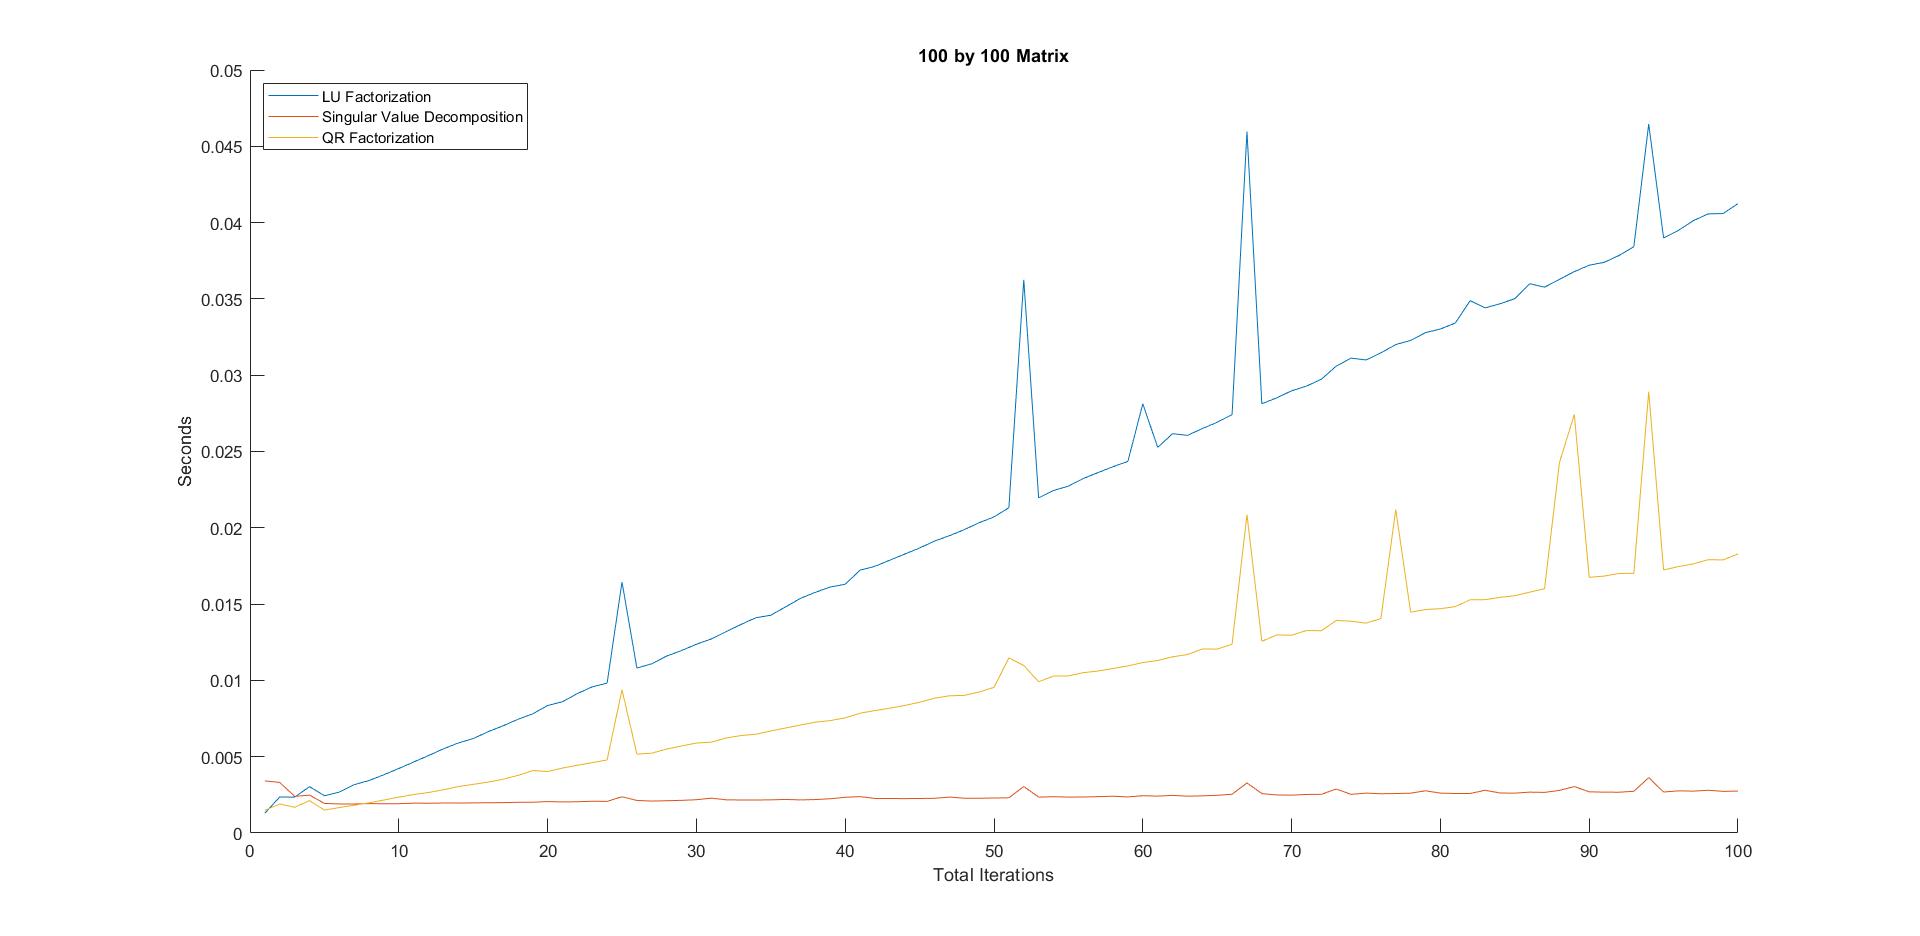 100 by 100 Matrix
LU Factorization
Singular Value Decomposition
QR Factorization
0.05
0.045
0.04
0.035
0.03
0.025
0.02
0.015
0.01
0.005
0
Seconds
0 10 20 30 40 50 60 70 80 90 100
Total Iterations